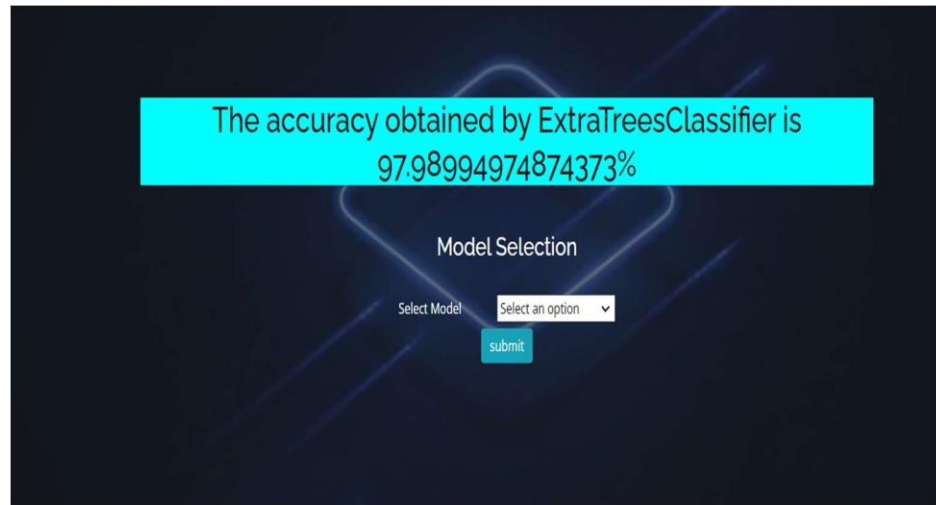 The accuracy obtained by ExtraTreesClassifier is
97.98994974874373%
Model Selection
Select Model Select an option
submit